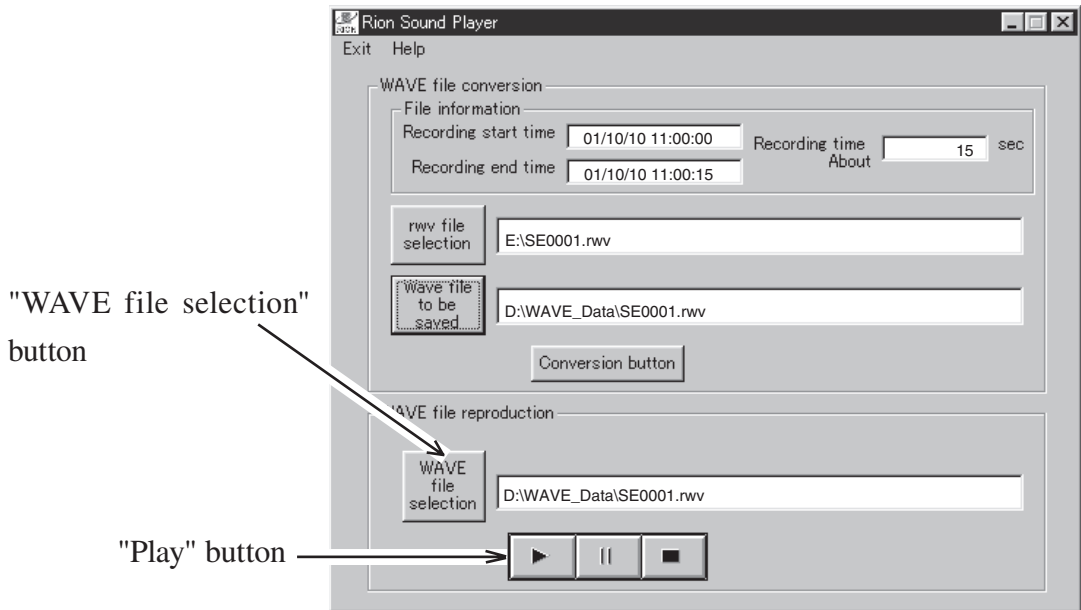 RION Rion Sound Player
Exit Help
WAVE file conversion
File information
Recording start time 01/10/10 11:00:00
Recording end time 01/10/10 11:00:15
Recording time
About 15 sec
rwv file
selection
E:\SE0001.rwv
Wave file
to be
saved
D:\WAVE_Data\SE0001.rwv
Conversion button
"WAVE file selection"
button
WAVE file reproduction
WAVE
file
selection
D:\WAVE_Data\SE0001.rwv
"Play" button